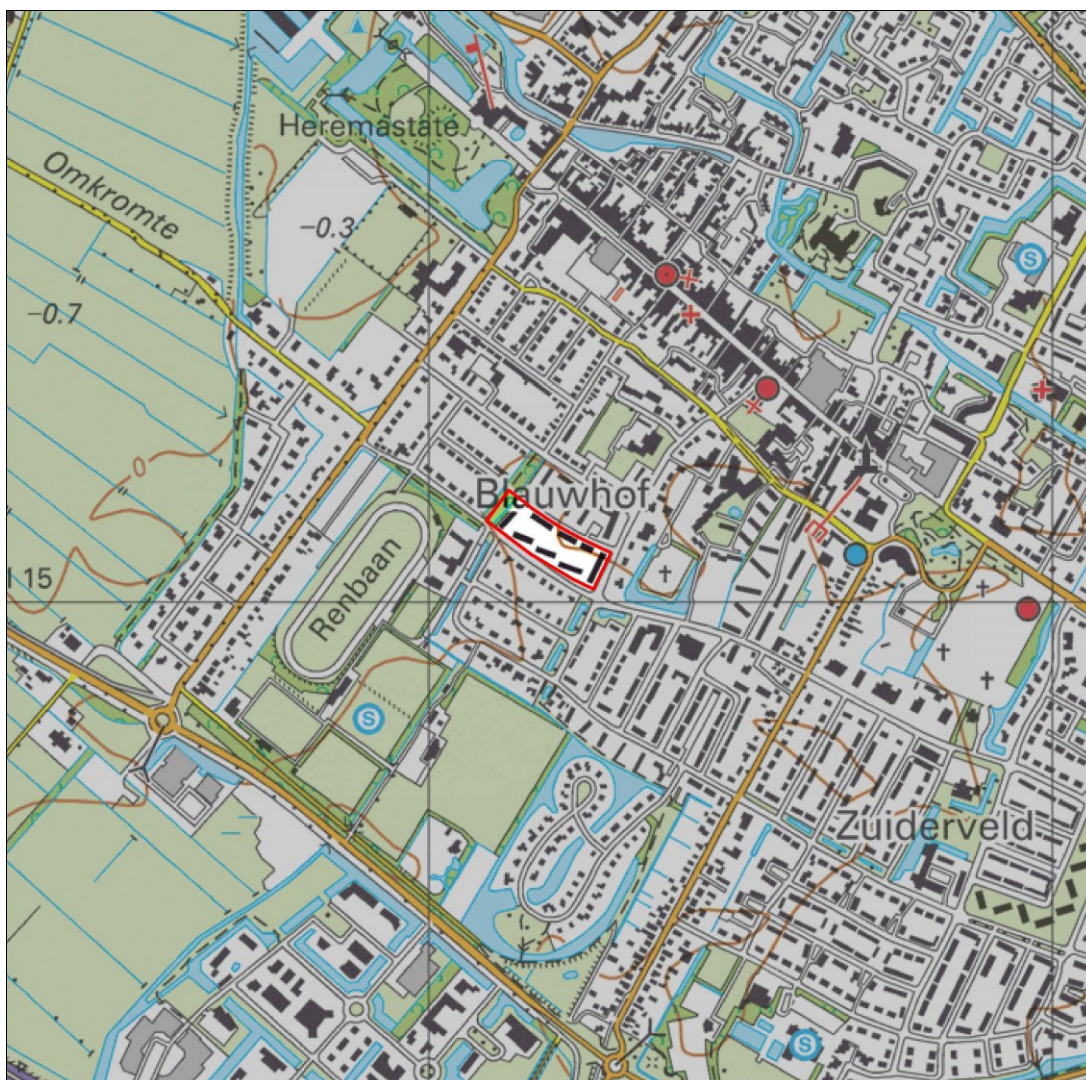 Heremastate
Omkromte
−0.3
−0.7
0
Blauwhof
Renbaan
15
S
S
Zuiderveld
S